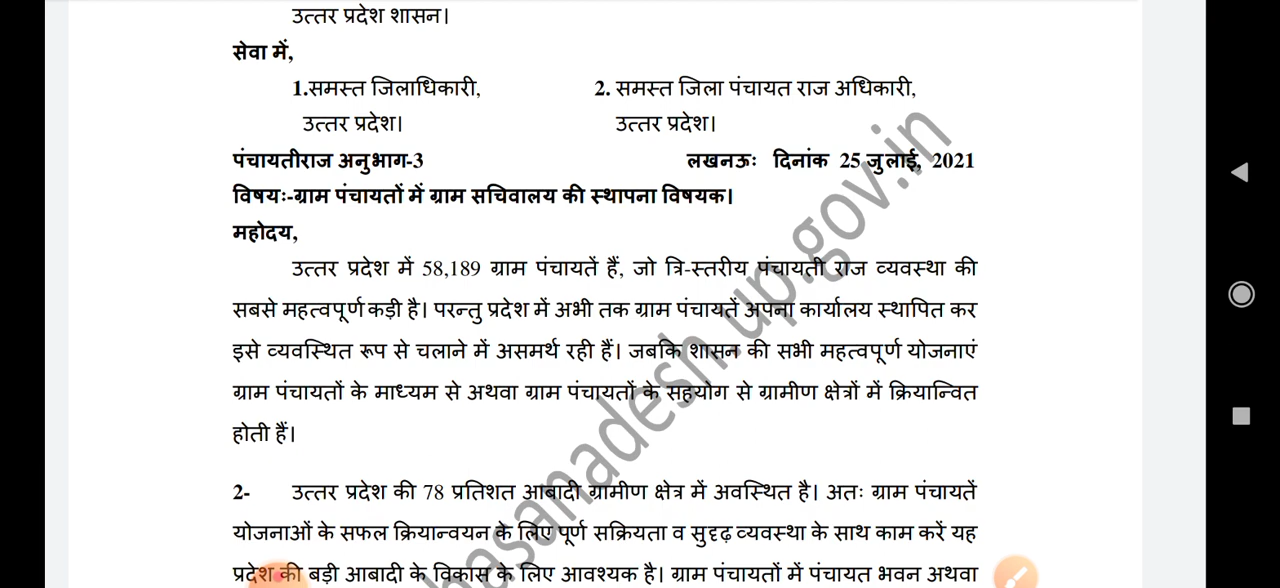 उत्तर प्रदेश शासन।
सेवा में,
1.समस्त जिलाधिकारी, 2. समस्त जिला पंचायत राज अधिकारी,
उत्तर प्रदेश। उत्तर प्रदेश।
पंचायतीराज अनुभाग-3 लखनऊः दिनांक 25 जुलाई, 2021
विषयः-ग्राम पंचायतों में ग्राम सचिवालय की स्थापना विषयक।
महोदय,
उत्तर प्रदेश में 58,189 ग्राम पंचायतें हैं, जो त्रि-स्तरीय पंचायती राज व्यवस्था की
सबसे महत्वपूर्ण कड़ी है। परन्तु प्रदेश में अभी तक ग्राम पंचायतें अपना कार्यालय स्थापित कर
इसे व्यवस्थित रूप से चलाने में असमर्थ रही हैं। जबकि शासन की सभी महत्वपूर्ण योजनाएं
ग्राम पंचायतों के माध्यम से अथवा ग्राम पंचायतों के सहयोग से ग्रामीण क्षेत्रों में क्रियान्वित
होती हैं।
2- उत्तर प्रदेश की 78 प्रतिशत आबादी ग्रामीण क्षेत्र में अवस्थित है। अतः ग्राम पंचायतें
योजनाओं के सफल क्रियान्वयन के लिए पूर्ण सक्रियता व सुदृढ़ व्यवस्था के साथ काम करें यह
प्रदेश की बड़ी आबादी के विकास के लिए आवश्यक है। ग्राम पंचायतों में पंचायत भवन अथवा
hasanadesh.up.gov.in